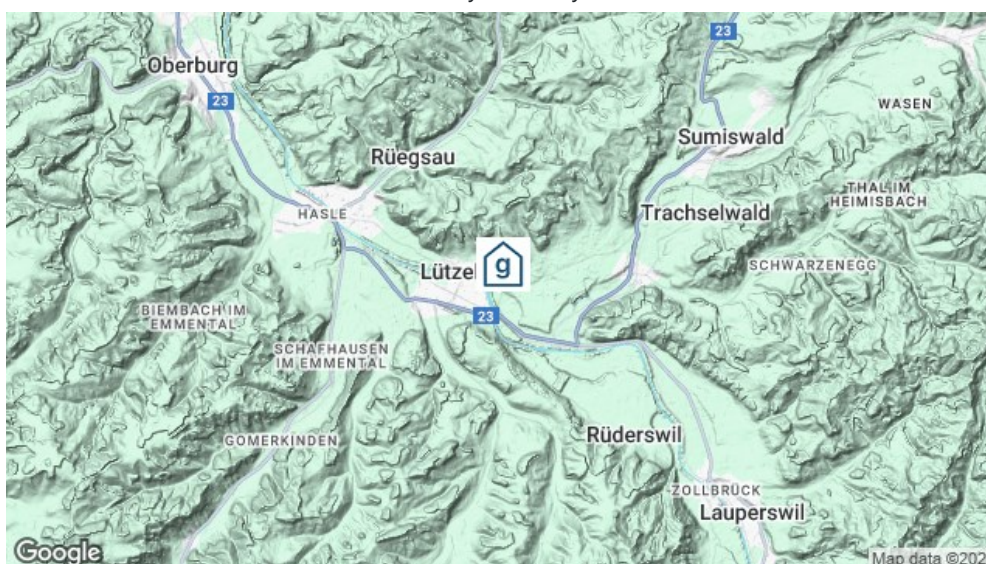 Oberburg
23
23
WASEN
Sumiswald
Rüegsau
THAL IM
HEIMISBACH
HASLE
Trachselwald
Lützel
g
SCHWARZENEGG
BIEMBACH IM
EMMENTAL
23
SCHAFHAUSEN
IM EMMENTAL
GOMERKINDEN
Rüderswil
ZOLLBRÜCK
Lauperswil
Google
Map data ©202